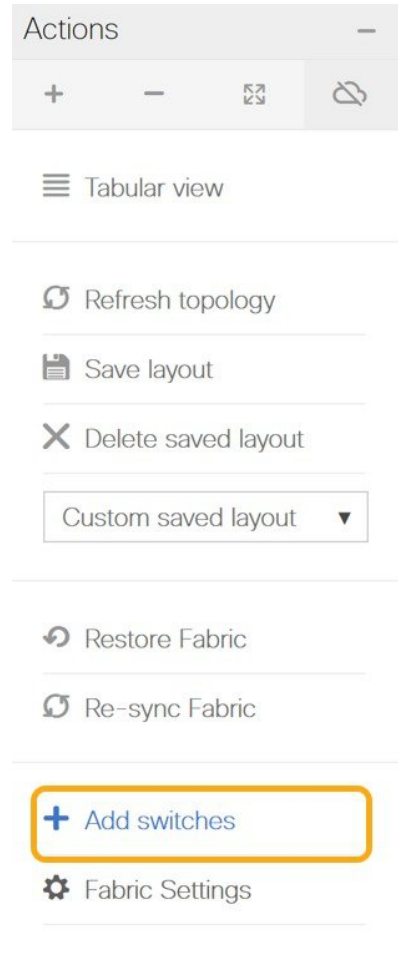 Actions
Tabular view
Refresh topology
Save layout
Delete saved layout
Custom saved layout
Restore Fabric
Re-sync Fabric
Add switches
Fabric Settings